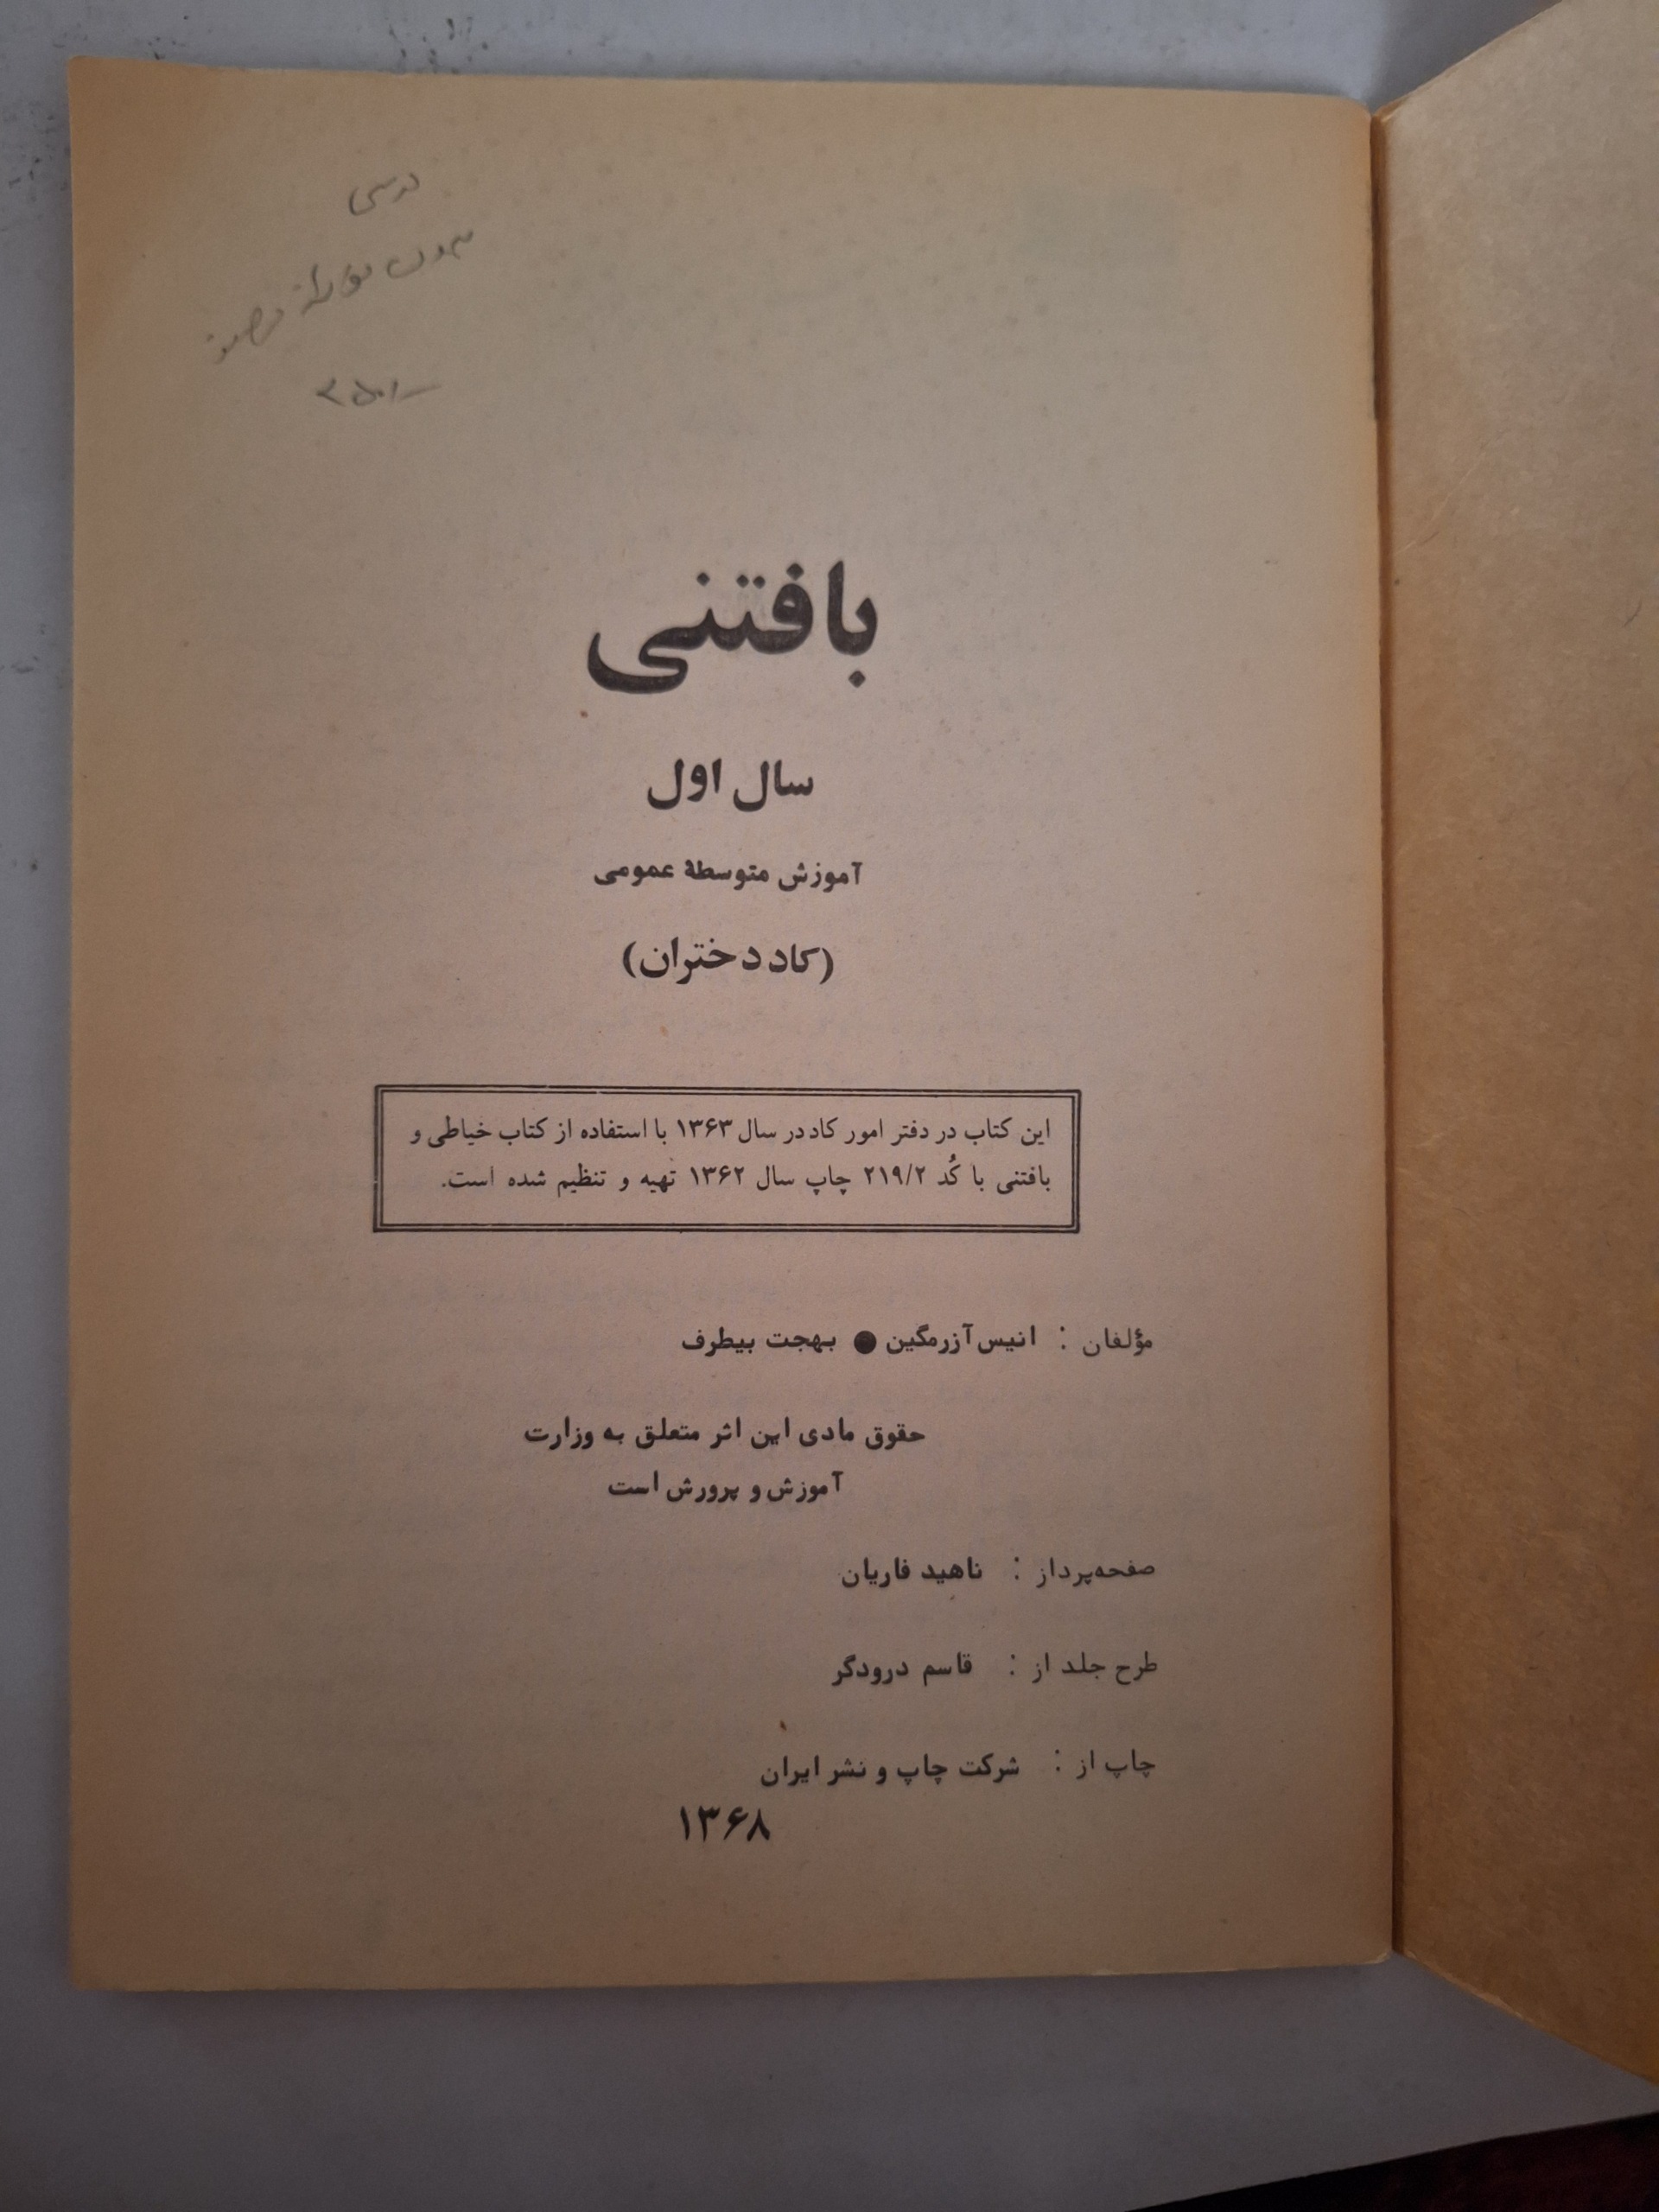 درسی
بافتنی
سال اول
آموزش متوسطهٔ عمومی
(کاد دختران)
این کتاب در دفتر امور کاد در سال ۱۳۶۳ با استفاده از کتاب خیاطی و
بافتنی با کُد ۲۱۹/۲ چاپ سال ۱۳۶۲ تهیه و تنظیم شده است.
مؤلفان : انیس آزرمگین ● بهجت بیطرف
حقوق مادی این اثر متعلق به وزارت
آموزش و پرورش است
صفحه‌پرداز : ناهید فاریان
طرح جلد از : قاسم درودگر
چاپ از : شرکت چاپ و نشر ایران
۱۳۶۸